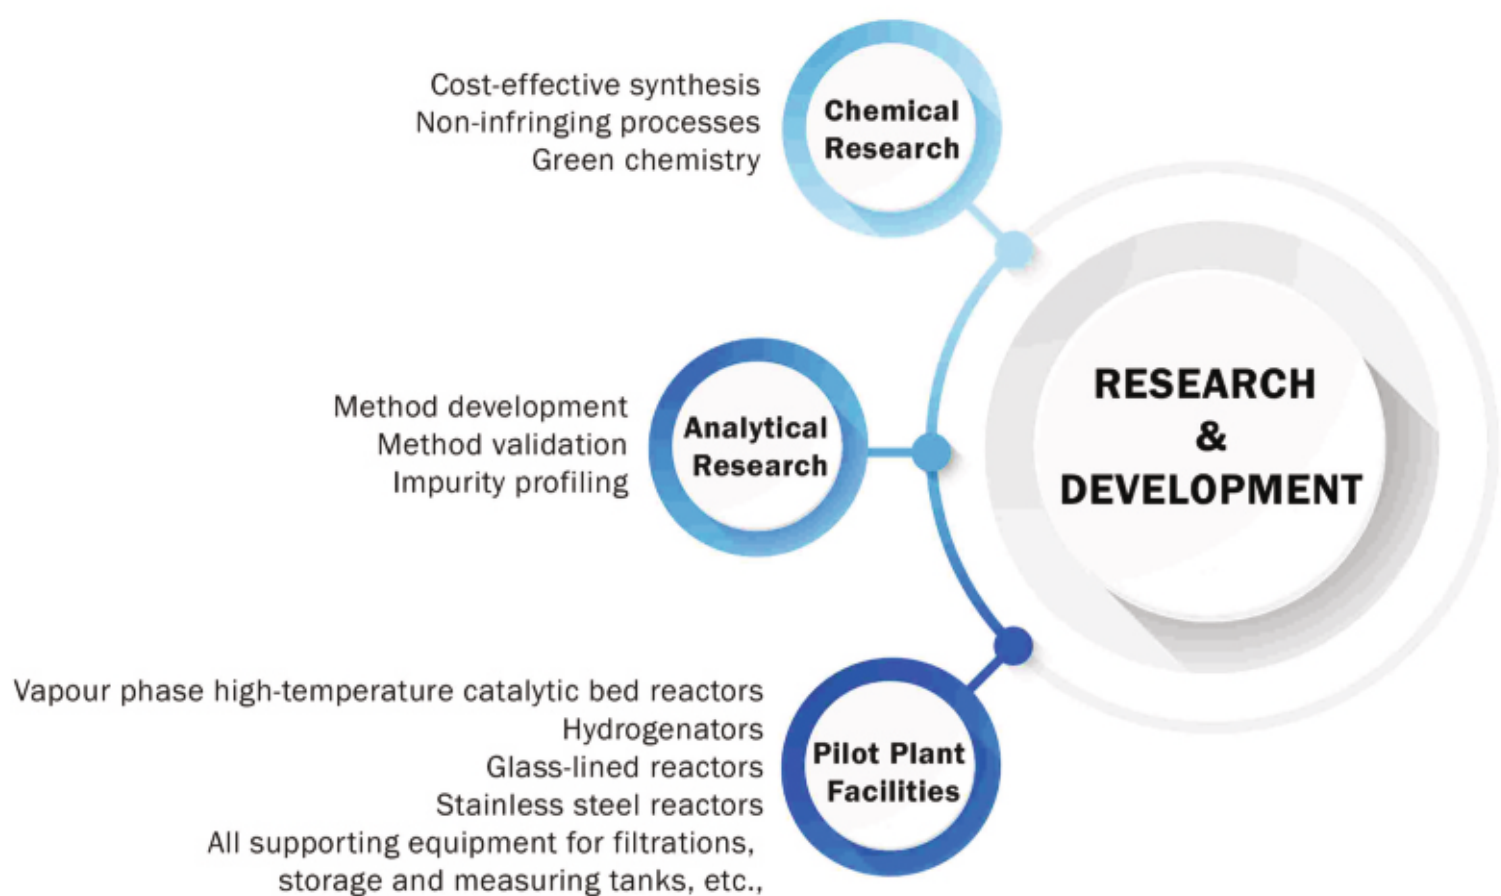 Cost-effective synthesis
Non-infringing processes
Green chemistry
Chemical
Research
RESEARCH
&
DEVELOPMENT
Method development
Method validation
Impurity profiling
Analytical
Research
Vapour phase high-temperature catalytic bed reactors
Hydrogenators
Glass-lined reactors
Stainless steel reactors
All supporting equipment for filtrations,
storage and measuring tanks, etc.,
Pilot Plant
Facilities